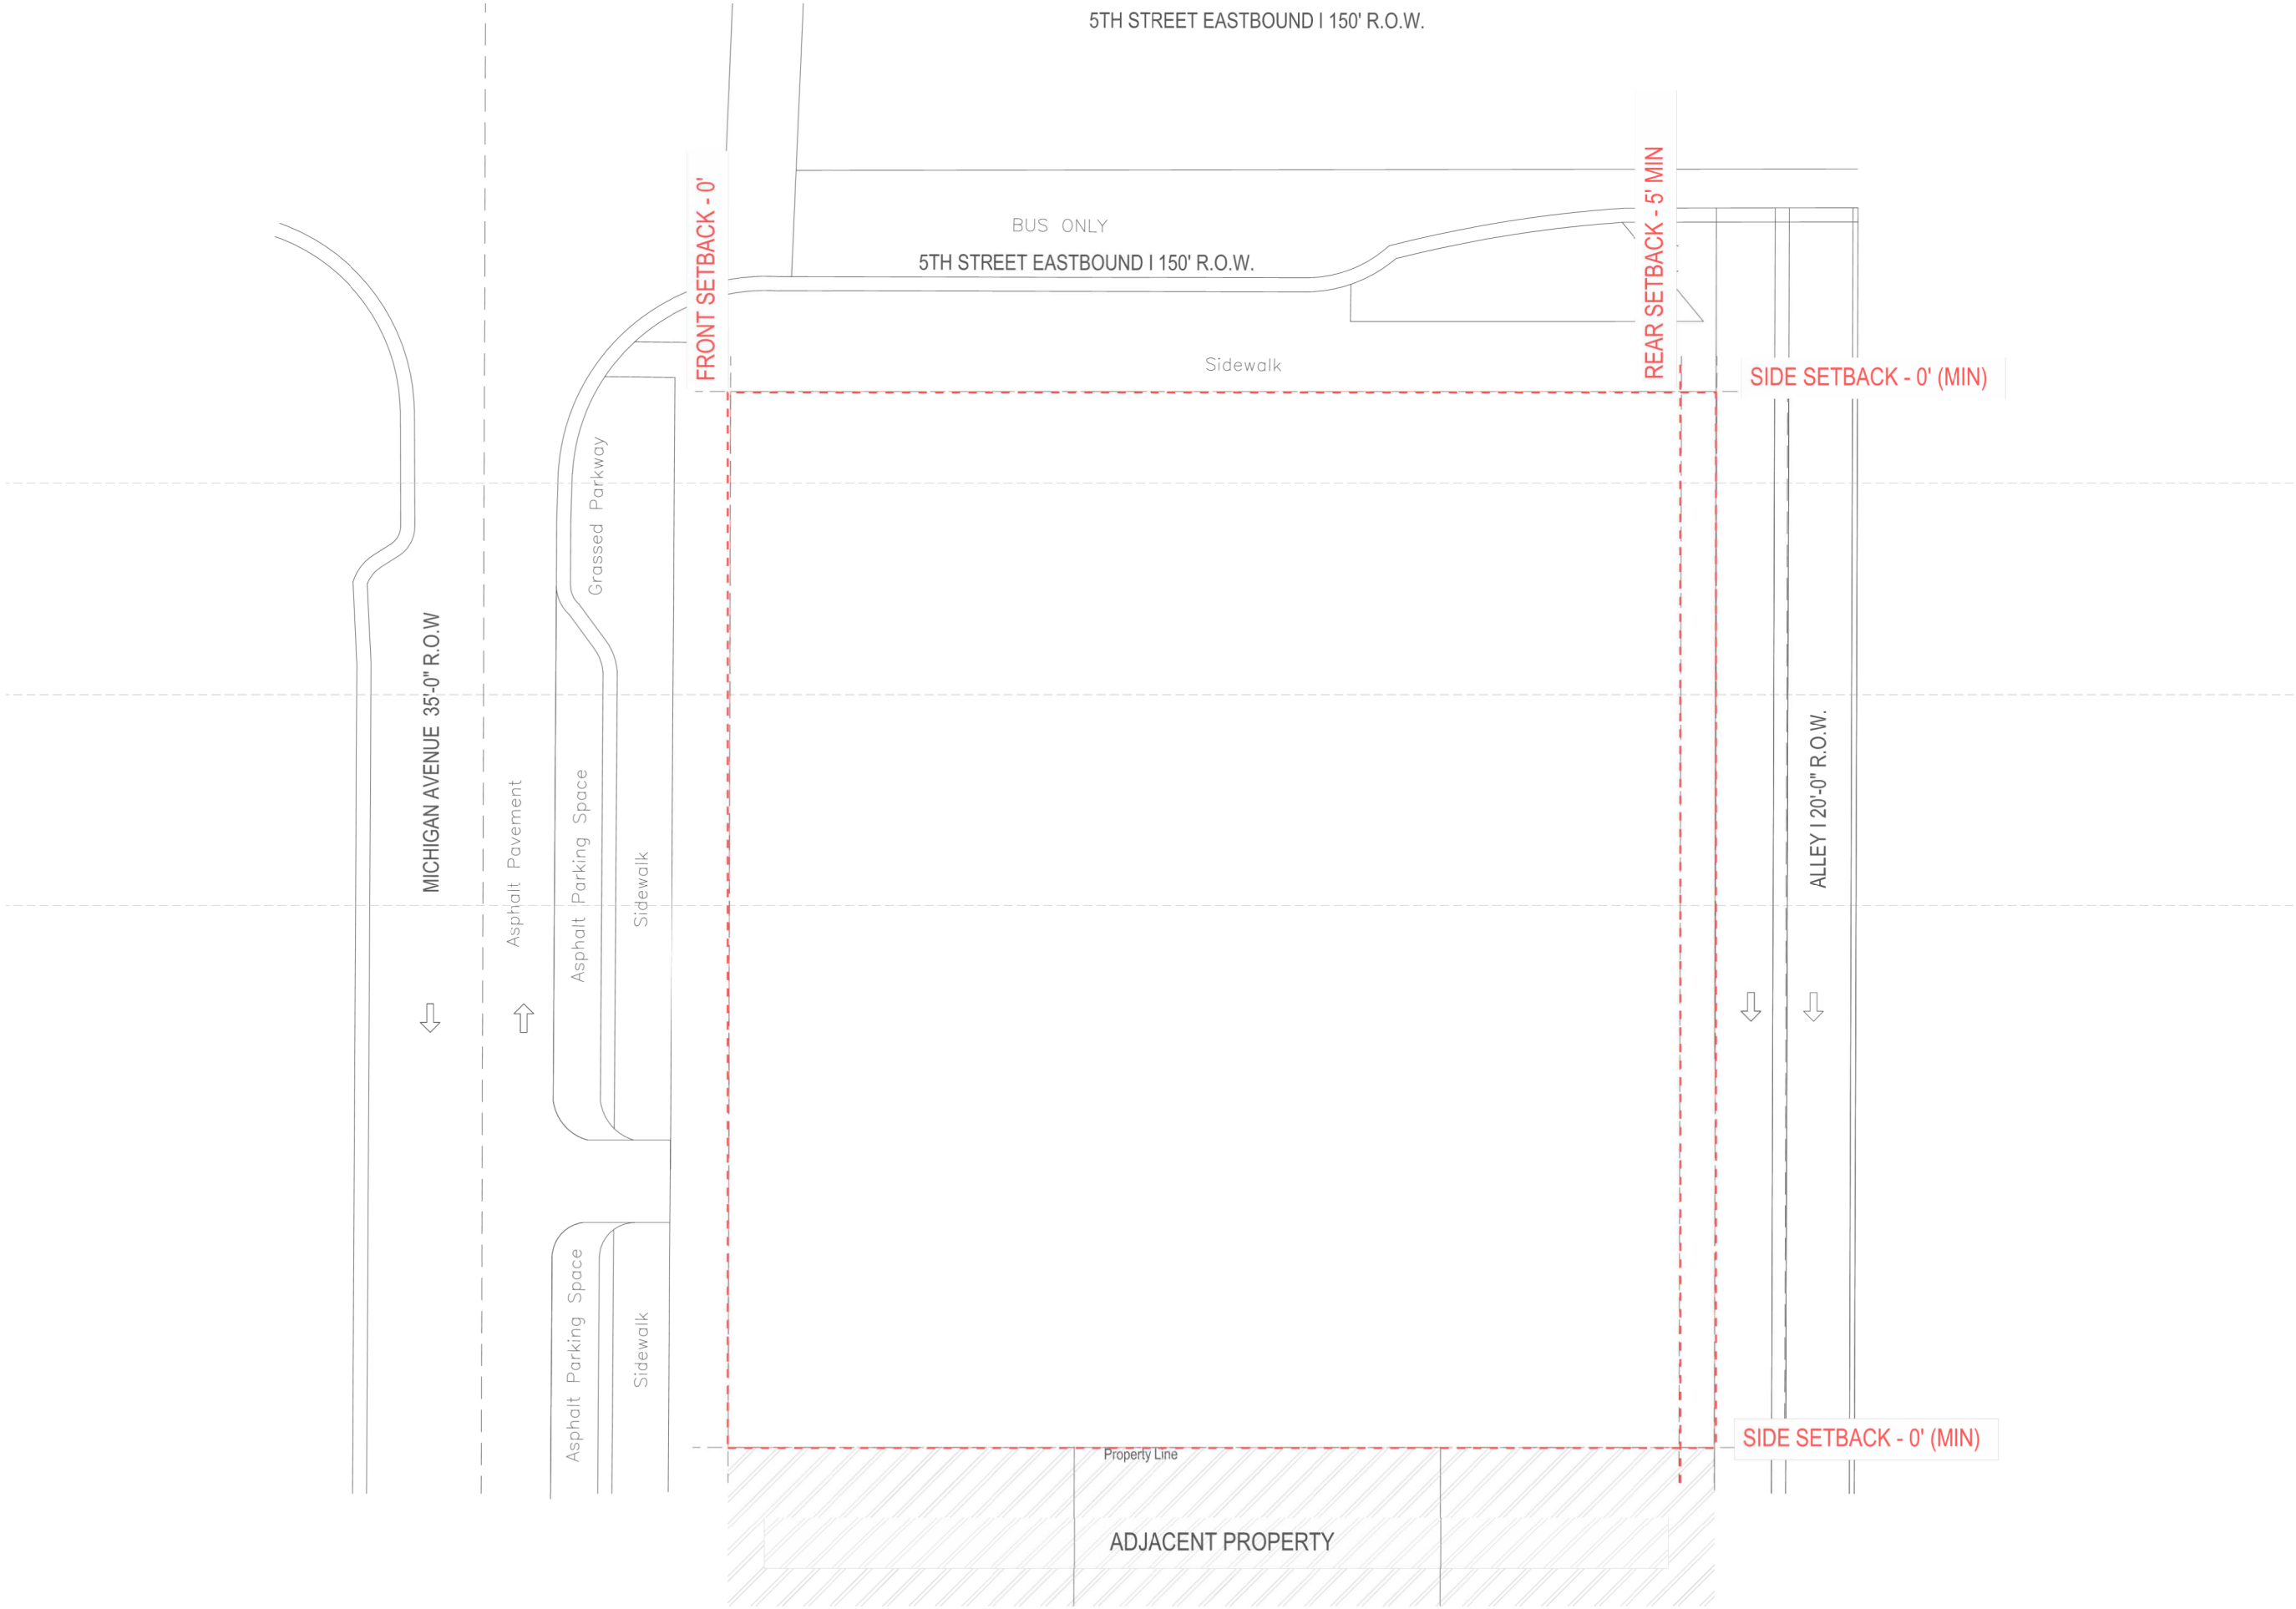 5TH STREET EASTBOUND I 150' R.O.W.
FRONT SETBACK - 0'
REAR SETBACK - 5' MIN
BUS ONLY
5TH STREET EASTBOUND I 150' R.O.W.
Sidewalk
SIDE SETBACK - 0' (MIN)
Grassed Parkway
MICHIGAN AVENUE 35'-0" R.O.W
Asphalt Pavement
Asphalt Parking Space
Sidewalk
ALLEY I 20'-0" R.O.W.
Asphalt Parking Space
Sidewalk
SIDE SETBACK - 0' (MIN)
Property Line
ADJACENT PROPERTY